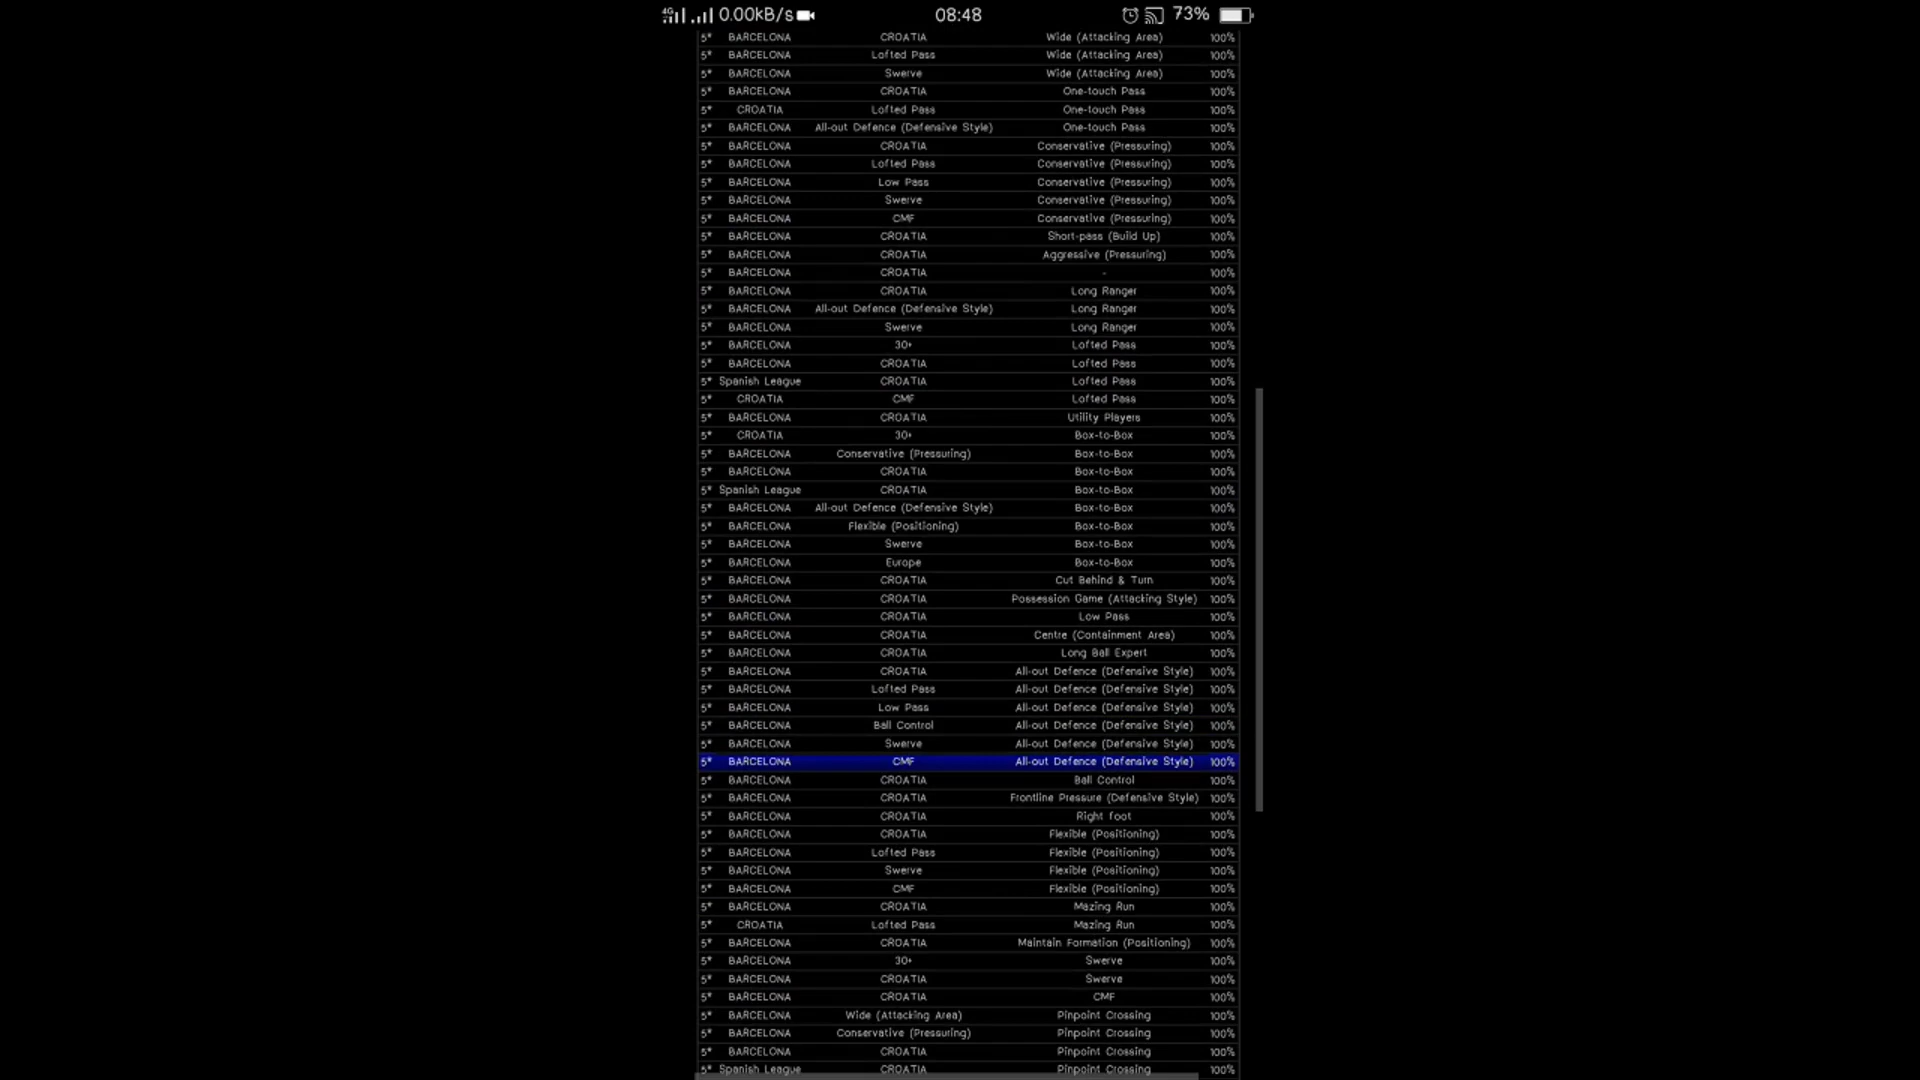 4G 0.00kB/s 08:48 73%
5* BARCELONA CROATIA Wide (Attacking Area) 100%
5* BARCELONA Lofted Pass Wide (Attacking Area) 100%
5* BARCELONA Swerve Wide (Attacking Area) 100%
5* BARCELONA CROATIA One-touch Pass 100%
5* CROATIA Lofted Pass One-touch Pass 100%
5* BARCELONA All-out Defence (Defensive Style) One-touch Pass 100%
5* BARCELONA CROATIA Conservative (Pressuring) 100%
5* BARCELONA Lofted Pass Conservative (Pressuring) 100%
5* BARCELONA Low Pass Conservative (Pressuring) 100%
5* BARCELONA Swerve Conservative (Pressuring) 100%
5* BARCELONA CMF Conservative (Pressuring) 100%
5* BARCELONA CROATIA Short-pass (Build Up) 100%
5* BARCELONA CROATIA Aggressive (Pressuring) 100%
5* BARCELONA CROATIA - 100%
5* BARCELONA CROATIA Long Ranger 100%
5* BARCELONA All-out Defence (Defensive Style) Long Ranger 100%
5* BARCELONA Swerve Long Ranger 100%
5* BARCELONA 30+ Lofted Pass 100%
5* BARCELONA CROATIA Lofted Pass 100%
5* Spanish League CROATIA Lofted Pass 100%
5* CROATIA CMF Lofted Pass 100%
5* BARCELONA CROATIA Utility Players 100%
5* CROATIA 30+ Box-to-Box 100%
5* BARCELONA Conservative (Pressuring) Box-to-Box 100%
5* BARCELONA CROATIA Box-to-Box 100%
5* Spanish League CROATIA Box-to-Box 100%
5* BARCELONA All-out Defence (Defensive Style) Box-to-Box 100%
5* BARCELONA Flexible (Positioning) Box-to-Box 100%
5* BARCELONA Swerve Box-to-Box 100%
5* BARCELONA Europe Box-to-Box 100%
5* BARCELONA CROATIA Cut Behind & Turn 100%
5* BARCELONA CROATIA Possession Game (Attacking Style) 100%
5* BARCELONA CROATIA Low Pass 100%
5* BARCELONA CROATIA Centre (Containment Area) 100%
5* BARCELONA CROATIA Long Ball Expert 100%
5* BARCELONA CROATIA All-out Defence (Defensive Style) 100%
5* BARCELONA Lofted Pass All-out Defence (Defensive Style) 100%
5* BARCELONA Low Pass All-out Defence (Defensive Style) 100%
5* BARCELONA Ball Control All-out Defence (Defensive Style) 100%
5* BARCELONA Swerve All-out Defence (Defensive Style) 100%
5* BARCELONA CMF All-out Defence (Defensive Style) 100%
5* BARCELONA CROATIA Ball Control 100%
5* BARCELONA CROATIA Frontline Pressure (Defensive Style) 100%
5* BARCELONA CROATIA Right foot 100%
5* BARCELONA CROATIA Flexible (Positioning) 100%
5* BARCELONA Lofted Pass Flexible (Positioning) 100%
5* BARCELONA Swerve Flexible (Positioning) 100%
5* BARCELONA CMF Flexible (Positioning) 100%
5* BARCELONA CROATIA Mazing Run 100%
5* CROATIA Lofted Pass Mazing Run 100%
5* BARCELONA CROATIA Maintain Formation (Positioning) 100%
5* BARCELONA 30+ Swerve 100%
5* BARCELONA CROATIA Swerve 100%
5* BARCELONA CROATIA CMF 100%
5* BARCELONA Wide (Attacking Area) Pinpoint Crossing 100%
5* BARCELONA Conservative (Pressuring) Pinpoint Crossing 100%
5* BARCELONA CROATIA Pinpoint Crossing 100%
5* Spanish League CROATIA Pinpoint Crossing 100%